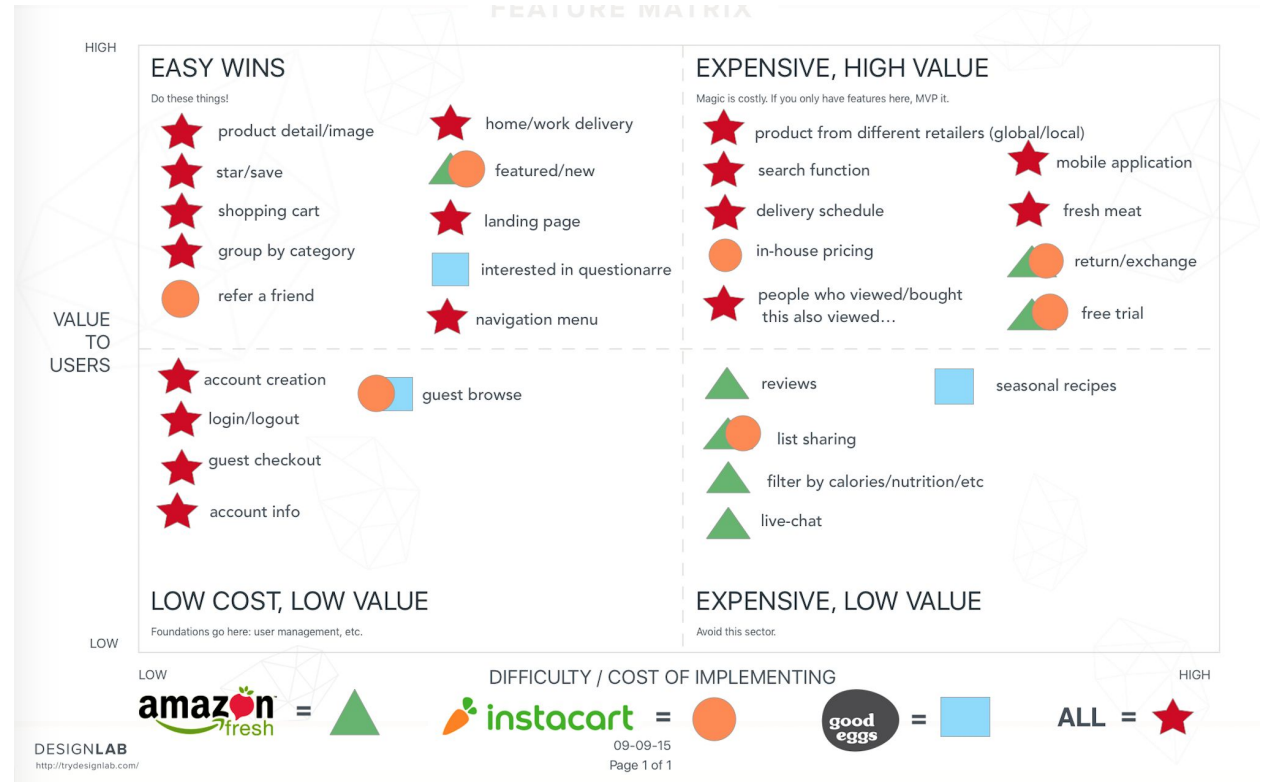 FEATURE MATRIX
HIGH
EASY WINS
Do these things!
product detail/image
star/save
shopping cart
group by category
refer a friend
home/work delivery
featured/new
landing page
interested in questionarre
navigation menu
EXPENSIVE, HIGH VALUE
Magic is costly. If you only have features here, MVP it.
product from different retailers (global/local)
search function
delivery schedule
in-house pricing
people who viewed/bought
this also viewed…
mobile application
fresh meat
return/exchange
free trial
VALUE
TO
USERS
account creation
login/logout
guest checkout
account info
guest browse
LOW COST, LOW VALUE
Foundations go here: user management, etc.
reviews
list sharing
filter by calories/nutrition/etc
live-chat
seasonal recipes
EXPENSIVE, LOW VALUE
Avoid this sector.
LOW
LOW
DIFFICULTY / COST OF IMPLEMENTING
HIGH
amazon
fresh
=
instacart
=
good
eggs
=
ALL =
DESIGNLAB
http://trydesignlab.com/
09-09-15
Page 1 of 1